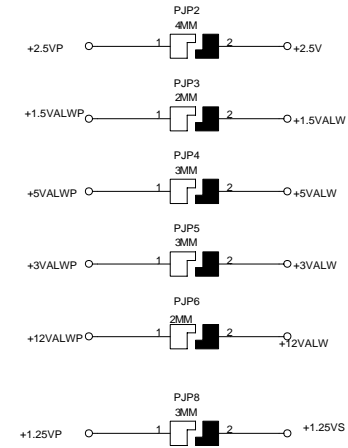 PJP2
4MM
+2.5VP 1 2 +2.5V
PJP3
2MM
+1.5VALWP 1 2 +1.5VALW
PJP4
3MM
+5VALWP 1 2 +5VALW
PJP5
3MM
+3VALWP 1 2 +3VALW
PJP6
2MM
+12VALWP 1 2 +12VALW
PJP8
3MM
+1.25VP 1 2 +1.25VS